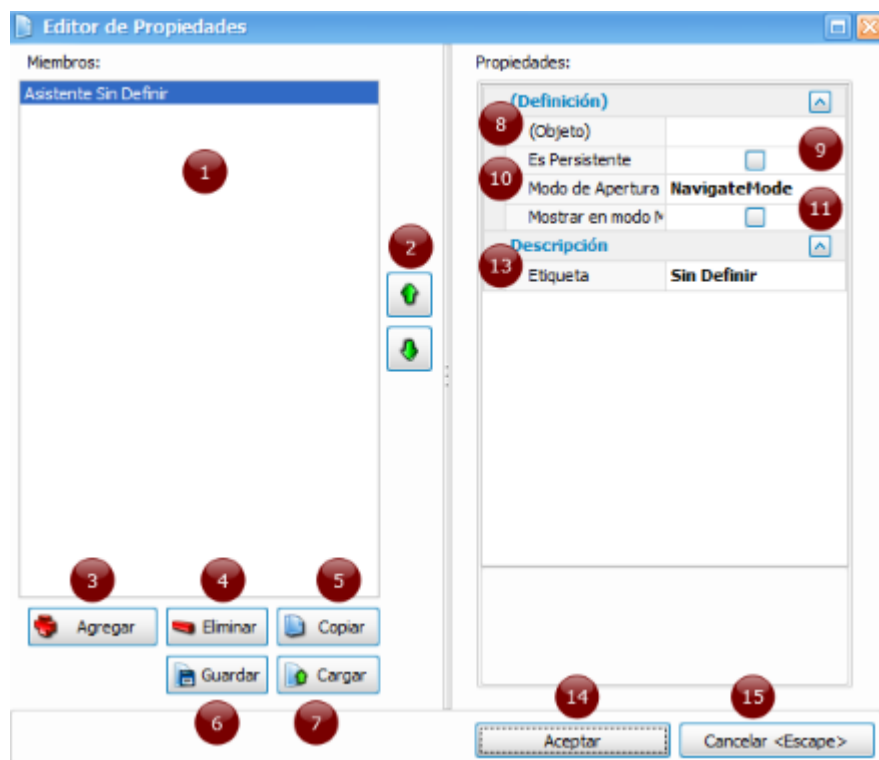 Editor de Propiedades
Miembros:
Asistente Sin Definir
1
2
3
4
5
Agregar
Eliminar
Copiar
Guardar
Cargar
6
7
Propiedades:
(Definición)
8
(Objeto)
9
Es Persistente
10
Modo de Apertura NavigateMode
11
Mostrar en modo M
Descripción
13
Etiqueta Sin Definir
14
15
Aceptar
Cancelar <Escape>